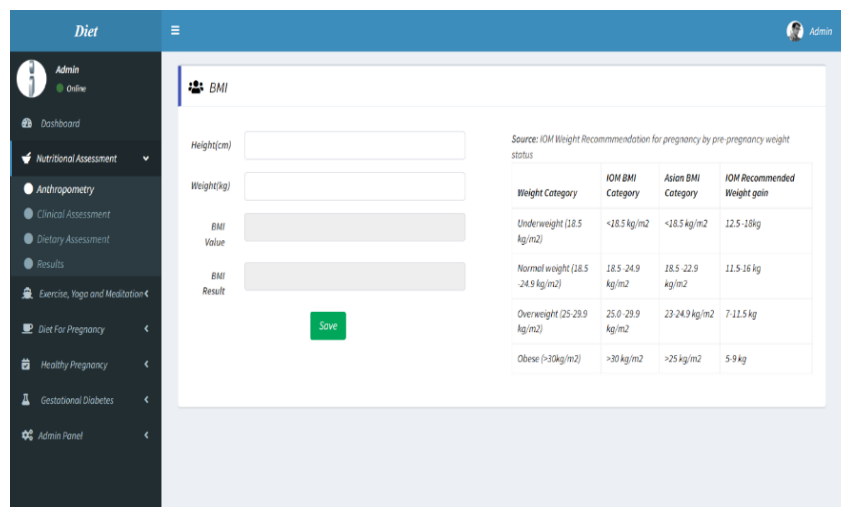 Diet
Admin
Admin
Online
Dashboard
Nutritional Assessment
Anthropometry
Clinical Assessment
Dietary Assessment
Results
Exercise, Yoga and Meditation
Diet For Pregnancy
Healthy Pregnancy
Gestational Diabetes
Admin Panel
BMI
Height(cm)
Weight(kg)
BMI
Value
BMI
Result
Save
Source: IOM Weight Recommmendation for pregnancy by pre-pregnancy weight
status
Weight Category IOM BMI Category Asian BMI Category IOM Recommended Weight gain
Underweight (18.5 kg/m2) <18.5 kg/m2 <18.5 kg/m2 12.5 -18kg
Normal weight (18.5 -24.9 kg/m2) 18.5 -24.9 kg/m2 18.5 -22.9 kg/m2 11.5-16 kg
Overweight (25-29.9 kg/m2) 25.0 -29.9 kg/m2 23-24.9 kg/m2 7-11.5 kg
Obese (>30kg/m2) >30 kg/m2 >25 kg/m2 5-9 kg